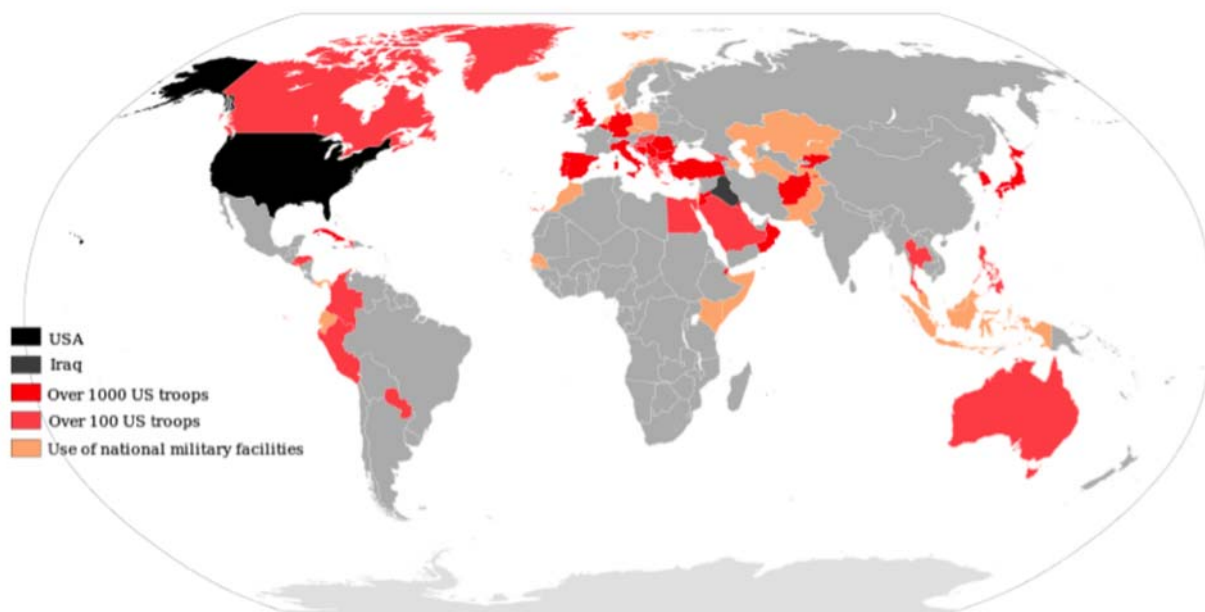 USA
Iraq
Over 1000 US troops
Over 100 US troops
Use of national military facilities